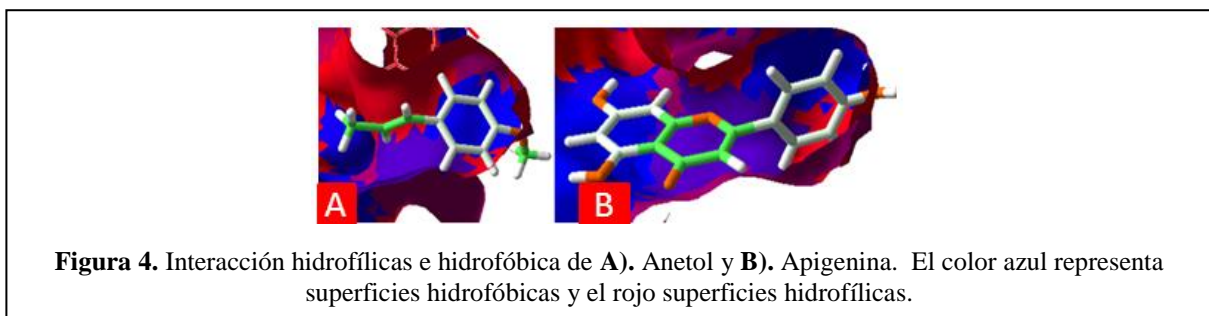 A
B
Figura 4. Interacción hidrofílicas e hidrofóbica de A). Anetol y B). Apigenina. El color azul representa
superficies hidrofóbicas y el rojo superficies hidrofílicas.